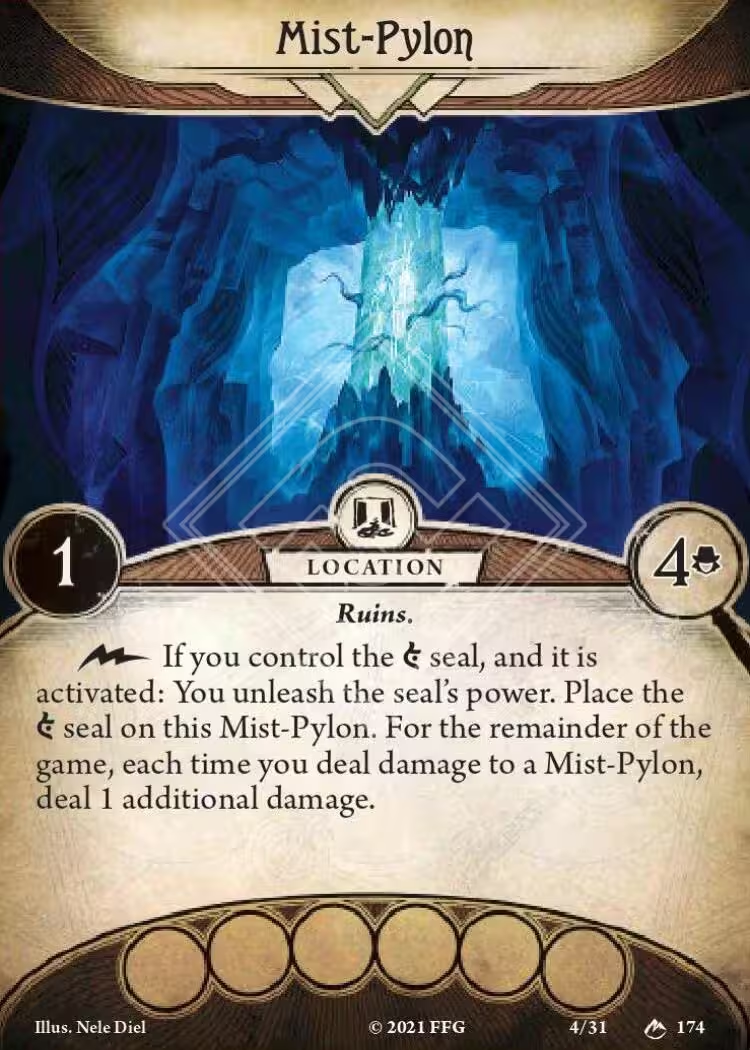 Mist-Pylon
1
LOCATION
4
Ruins.
If you control the seal, and it is
activated: You unleash the seal's power. Place the
seal on this Mist-Pylon. For the remainder of the
game, each time you deal damage to a Mist-Pylon,
deal 1 additional damage.
Illus. Nele Diel © 2021 FFG 4/31 174